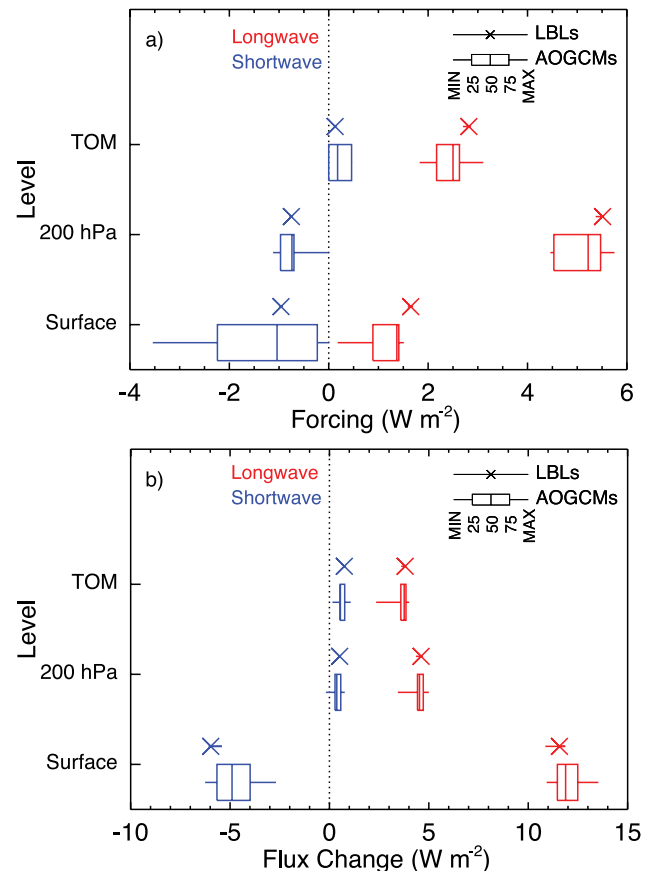 a)
Longwave
Shortwave
LBLs
AOGCMs
MIN 25 50 75 MAX
Level
TOM
200 hPa
Surface
-4 -2 0 2 4 6
Forcing (W m-2)
b)
Longwave
Shortwave
LBLs
AOGCMs
MIN 25 50 75 MAX
Level
TOM
200 hPa
Surface
-10 -5 0 5 10 15
Flux Change (W m-2)